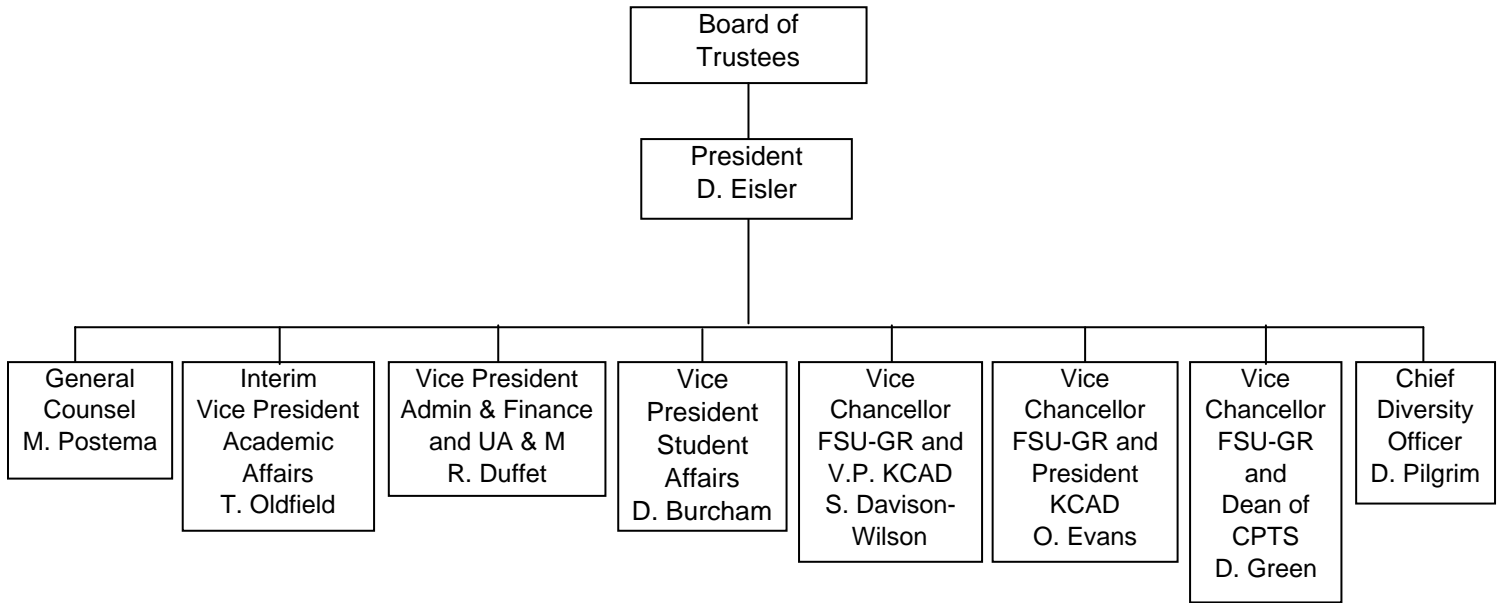 Board of
Trustees
President
D. Eisler
General
Counsel
M. Postema
Interim
Vice President
Academic
Affairs
T. Oldfield
Vice President
Admin & Finance
and UA & M
R. Duffet
Vice
President
Student
Affairs
D. Burcham
Vice
Chancellor
FSU-GR and
V.P. KCAD
S. Davison-
Wilson
Vice
Chancellor
FSU-GR and
President
KCAD
O. Evans
Vice
Chancellor
FSU-GR
and
Dean of
CPTS
D. Green
Chief
Diversity
Officer
D. Pilgrim